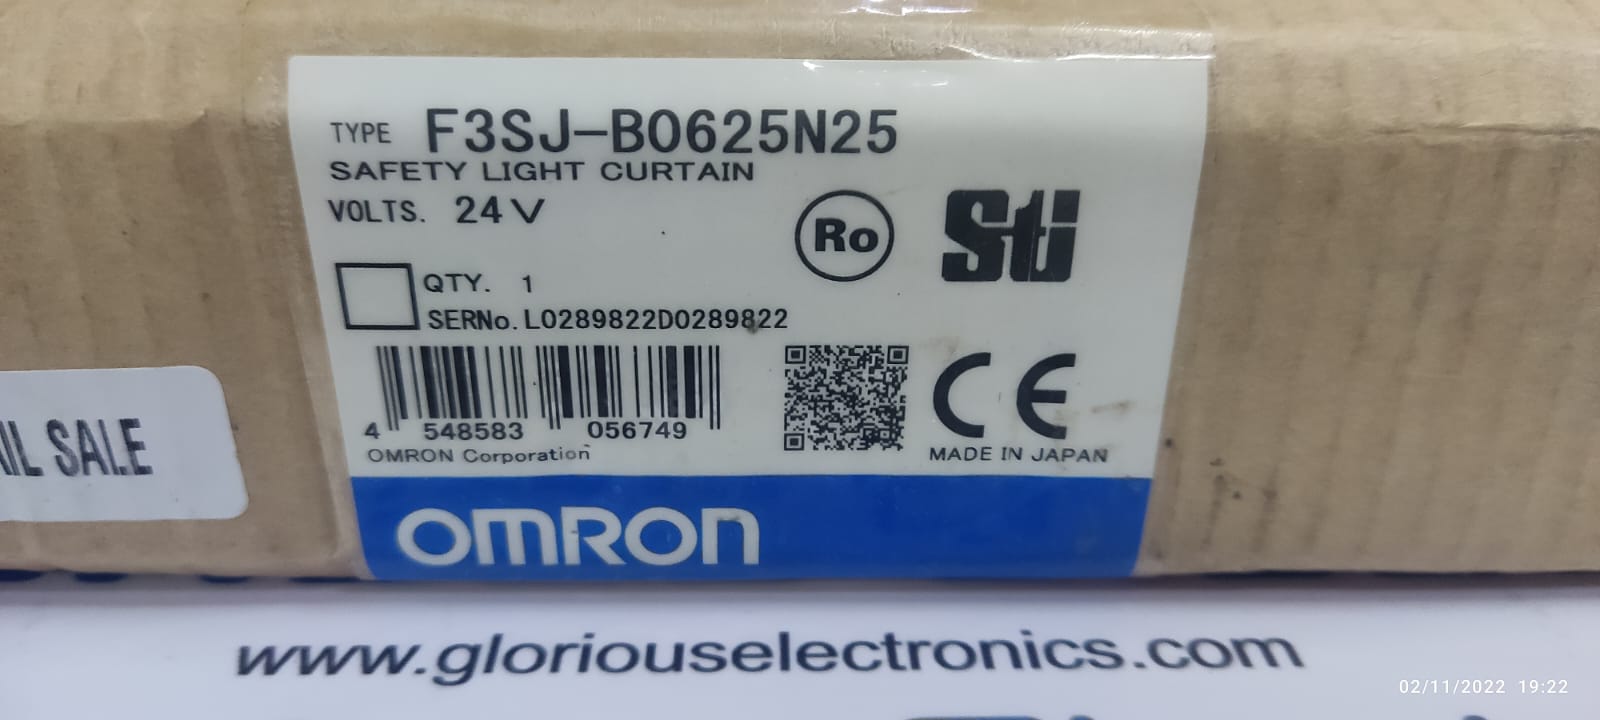 TYPE F3SJ-B0625N25
SAFETY LIGHT CURTAIN
VOLTS. 24V
Ro
Sti
QTY. 1
SERNo. L0289822D0289822
4 548583 056749
OMRON Corporation
CE
MADE IN JAPAN
SALE
OMRON
www.gloriouselectronics.com
02/11/2022 19:22